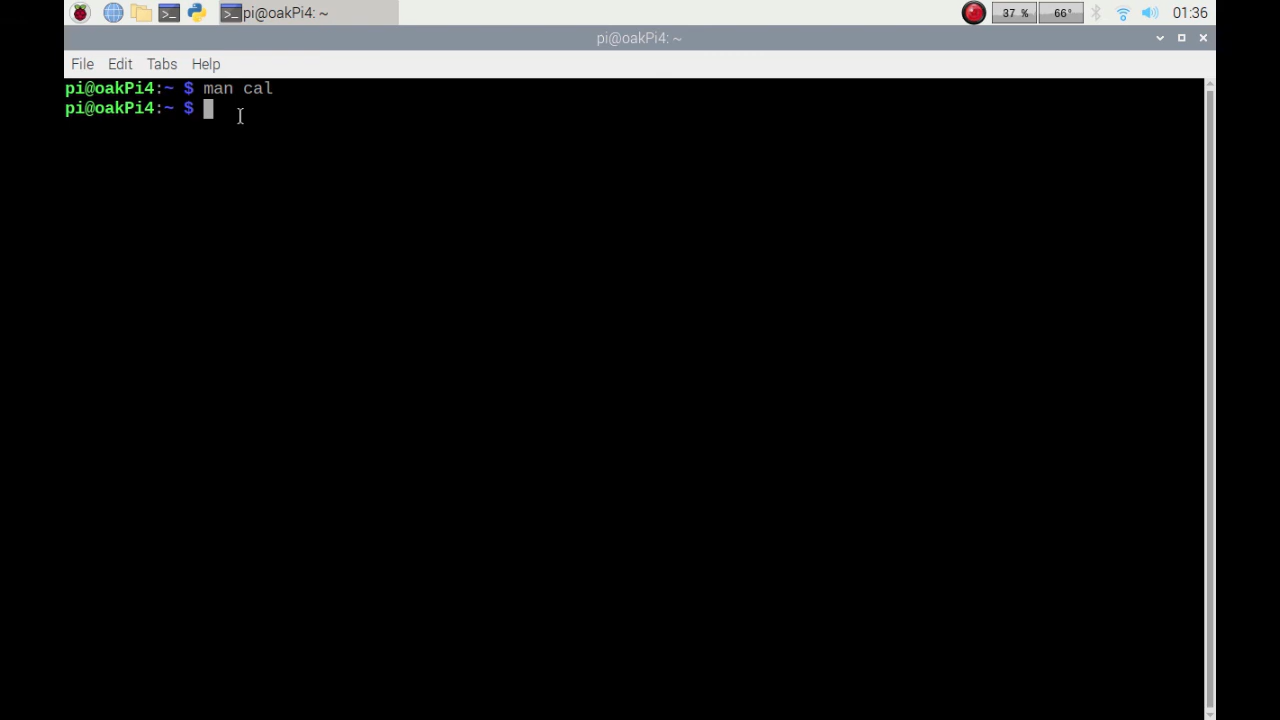 pi@oakPi4: ~
37 %
66°
01:36
pi@oakPi4: ~
File Edit Tabs Help
pi@oakPi4:~ $ man cal
pi@oakPi4:~ $